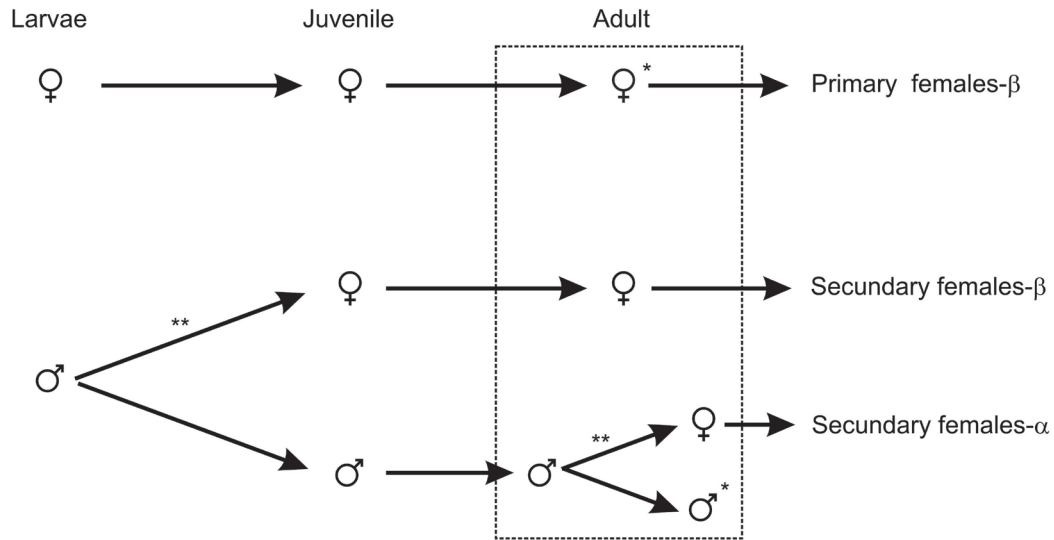 Larvae Juvenile Adult
♀ ♀ ♀* Primary females-β
** ♀ ♀ Secundary females-β
♂
** ♀ Secundary females-α
♂ ♂
♂*